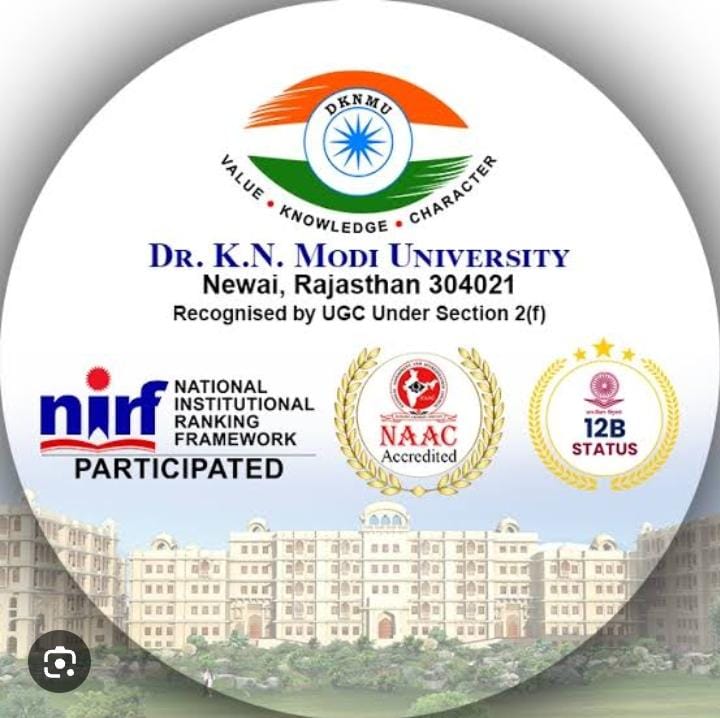 DKNMU
VALUE • KNOWLEDGE • CHARACTER
DR. K.N. MODI UNIVERSITY
Newai, Rajasthan 304021
Recognised by UGC Under Section 2(f)
nirf
NATIONAL
INSTITUTIONAL
RANKING
FRAMEWORK
PARTICIPATED
NAAC
Accredited
12B
STATUS